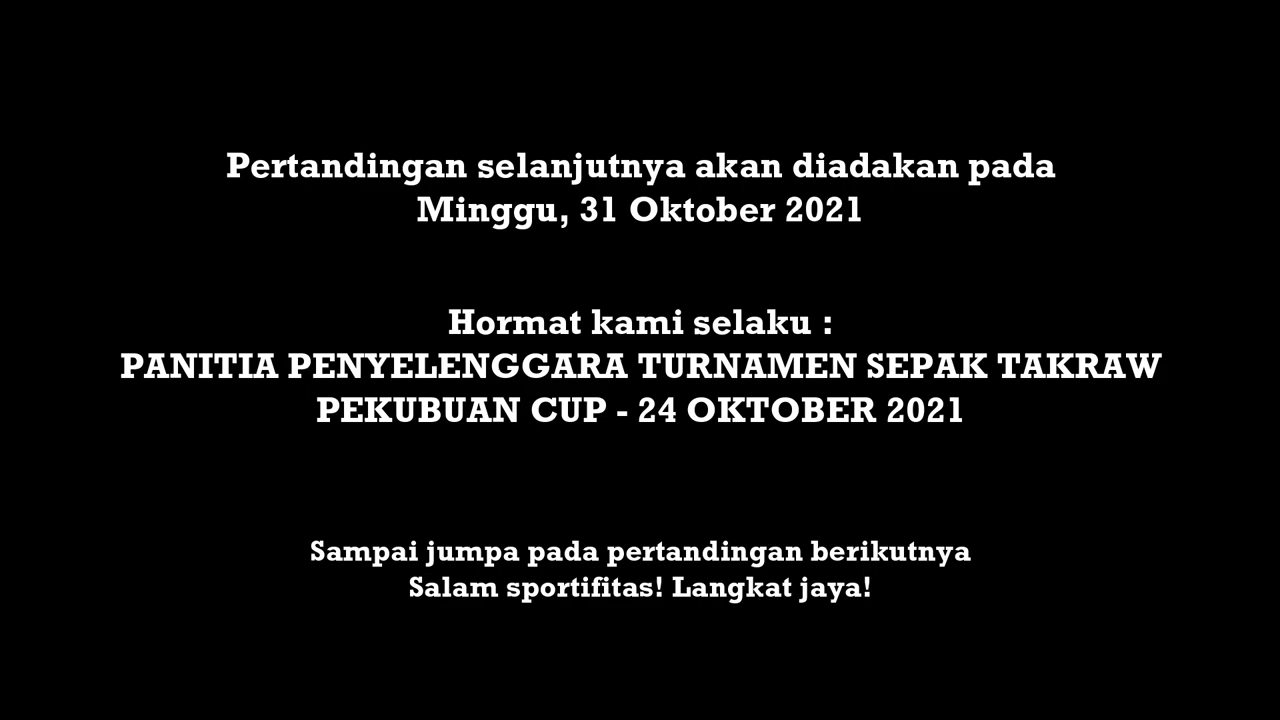 Pertandingan selanjutnya akan diadakan pada
Minggu, 31 Oktober 2021
Hormat kami selaku :
PANITIA PENYELENGGARA TURNAMEN SEPAK TAKRAW
PEKUBUAN CUP - 24 OKTOBER 2021
Sampai jumpa pada pertandingan berikutnya
Salam sportifitas! Langkat jaya!